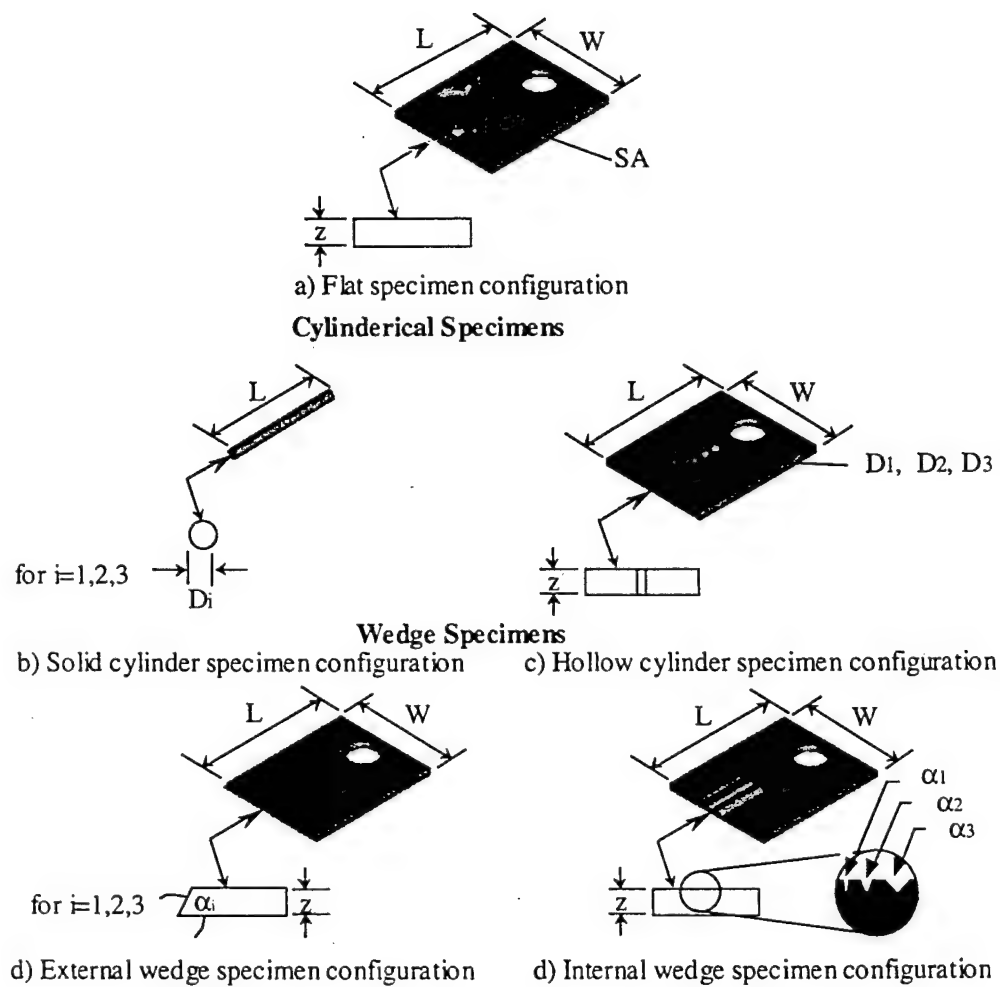 L
W
SA
z
a) Flat specimen configuration
Cylinderical Specimens
L
for i=1,2,3
Di
L
W
D1, D2, D3
z
Wedge Specimens
b) Solid cylinder specimen configuration
c) Hollow cylinder specimen configuration
L
W
for i=1,2,3
αi
z
L
W
α1
α2
α3
z
d) External wedge specimen configuration
d) Internal wedge specimen configuration